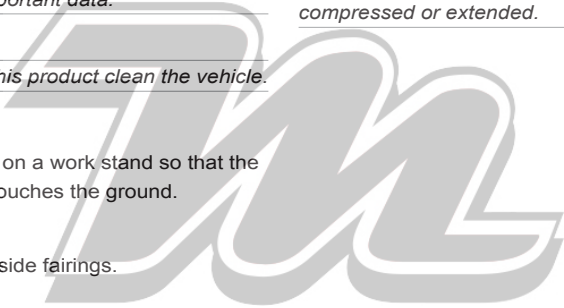 portant data.
his product clean the vehicle.
on a work stand so that the
ouches the ground.
side fairings.
compressed or extended.